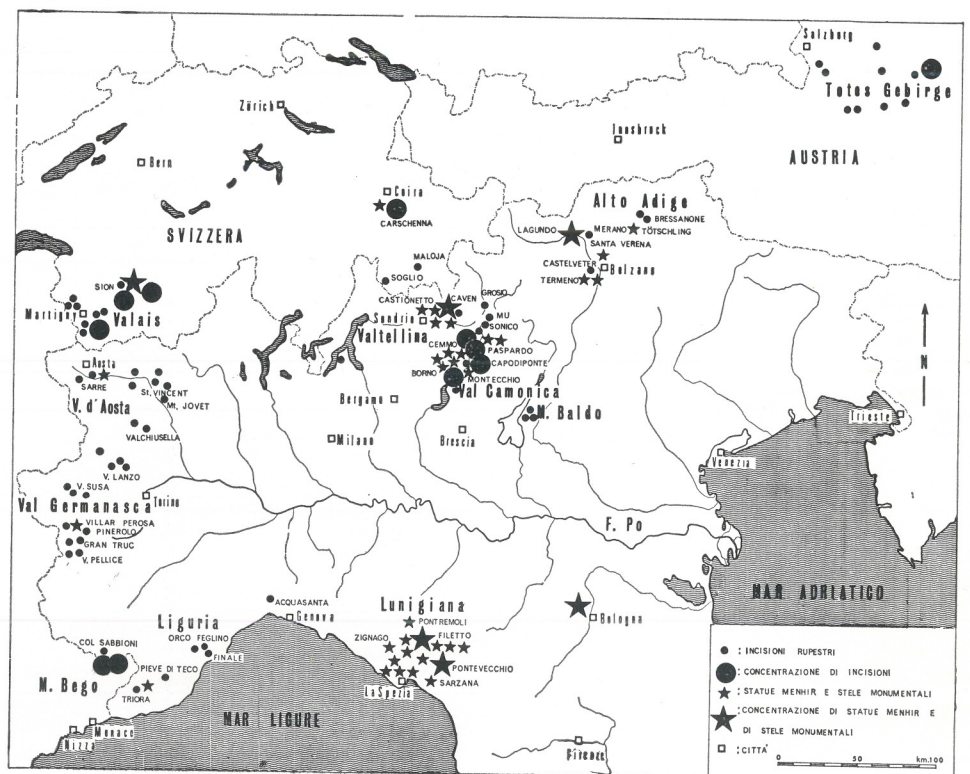 Salzburg
Totes Gebirge
Zürich
Innsbruck
Bern
AUSTRIA
Coira
CARSCHENNA
Alto Adige
BRESSANONE
LAGUNDO
MERANO
TÖTSCHLING
SANTA VERENA
SVIZZERA
MALOJA
SOGLIO
CASTELVETER
Bolzano
TERMENO
SION
Martigny
Valais
CASTIONETTO
CAVEN
GROSIO
Sondrio
MU
SONICO
Valtellina
CEMMO
PASPARDO
CAPODIPONTE
BORNO
MONTECCHIO
Val Camonica
N
Aosta
SARRE
St. VINCENT
Mt. JOVET
V. d'Aosta
VALCHIUSELLA
Bergamo
M. Baldo
Trieste
Milano
Brescia
Venezia
V. LANZO
V. SUSA
Val Germanasca
Torino
VILLAR PEROSA
PINEROLO
GRAN TRUC
V. PELLICE
F. Po
MAR ADRIATICO
ACQUASANTA
Genova
Lunigiana
PONTREMOLI
Bologna
Liguria
ORCO FEGLINO
FINALE
ZIGNAGO
FILETTO
COL SABBIONI
PIEVE DI TECO
PONTEVECCHIO
M. Bego
TRIORA
La Spezia
SARZANA
MAR LIGURE
Monaco
Nizza
Firenze
: INCISIONI RUPESTRI
: CONCENTRAZIONE DI INCISIONI
: STATUE MENHIR E STELE MONUMENTALI
: CONCENTRAZIONE DI STATUE MENHIR E
DI STELE MONUMENTALI
: CITTA'
0 50 km.100